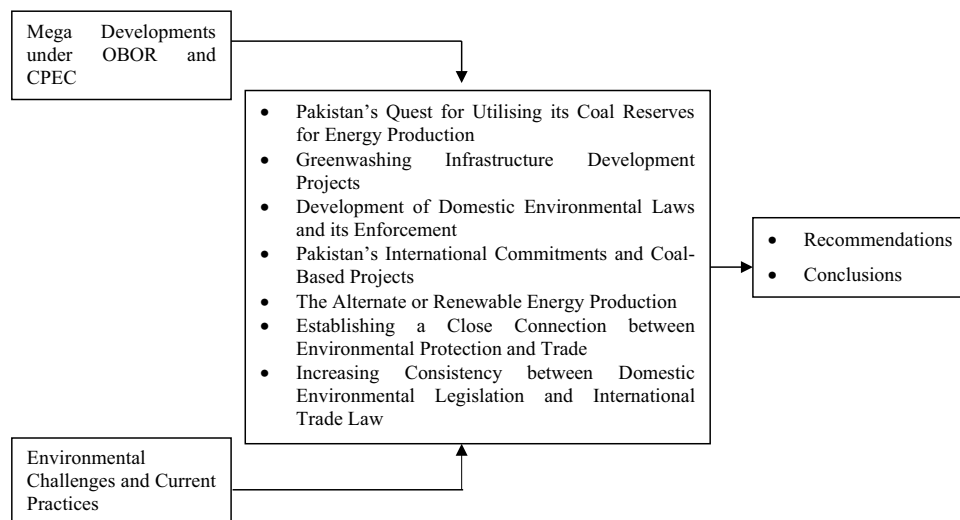 Mega Developments
under OBOR and
CPEC
• Pakistan's Quest for Utilising its Coal Reserves
for Energy Production
• Greenwashing Infrastructure Development
Projects
• Development of Domestic Environmental Laws
and its Enforcement
• Pakistan's International Commitments and Coal-
Based Projects
• The Alternate or Renewable Energy Production
• Establishing a Close Connection between
Environmental Protection and Trade
• Increasing Consistency between Domestic
Environmental Legislation and International
Trade Law
• Recommendations
• Conclusions
Environmental
Challenges and Current
Practices